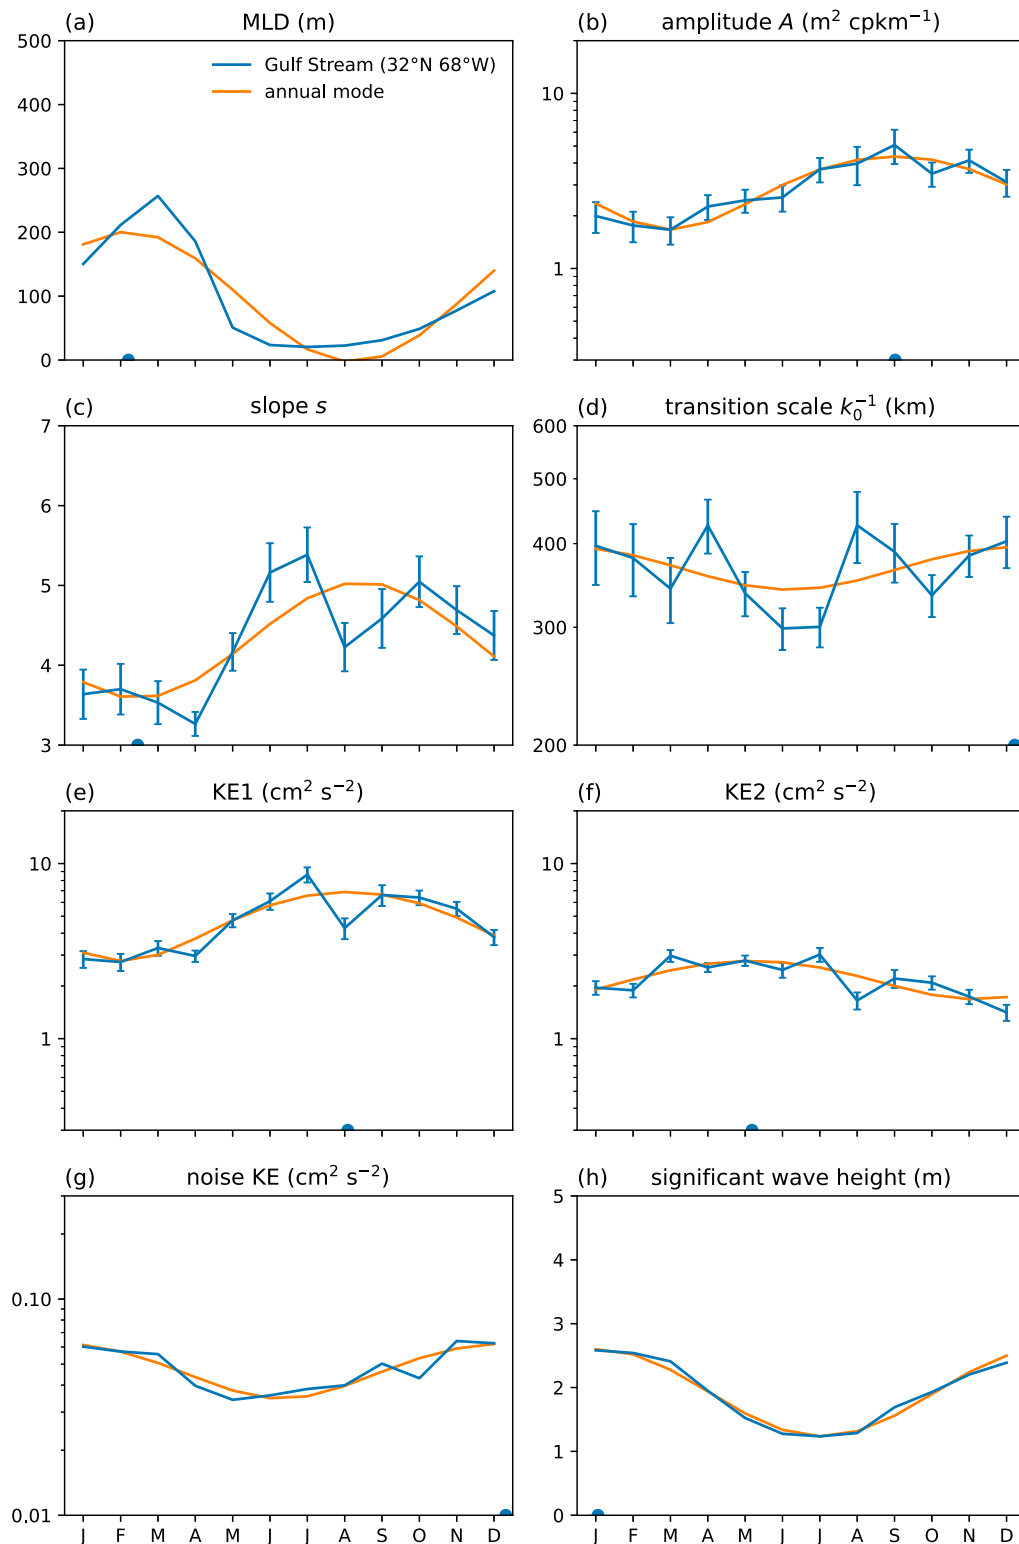 (a) MLD (m)
500
400
300
200
100
0
Gulf Stream (32°N 68°W)
annual mode
(b) amplitude A (m² cpkm⁻¹)
10
1
(c) slope s
7
6
5
4
3
(d) transition scale k₀⁻¹ (km)
600
500
400
300
200
(e) KE1 (cm² s⁻²)
10
1
(f) KE2 (cm² s⁻²)
10
1
(g) noise KE (cm² s⁻²)
0.10
0.01
J F M A M J J A S O N D
(h) significant wave height (m)
5
4
3
2
1
0
J F M A M J J A S O N D